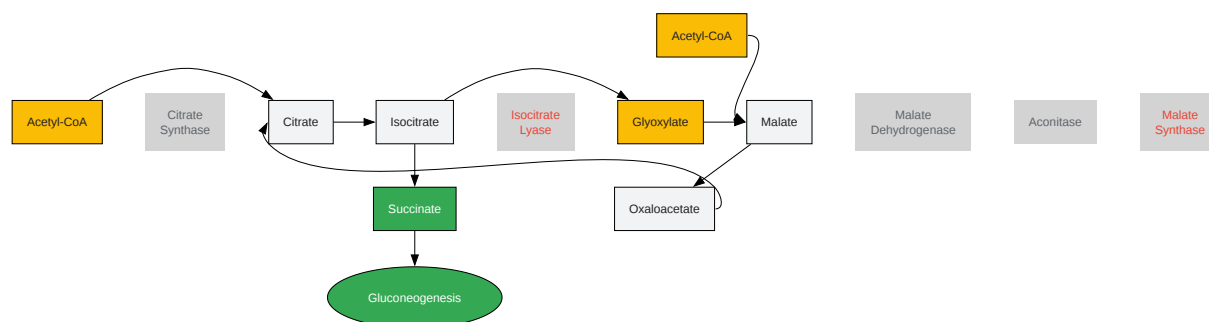 Acetyl-CoA
Acetyl-CoA
Citrate
Synthase
Citrate
Isocitrate
Isocitrate
Lyase
Glyoxylate
Malate
Malate
Dehydrogenase
Aconitase
Malate
Synthase
Succinate
Oxaloacetate
Gluconeogenesis